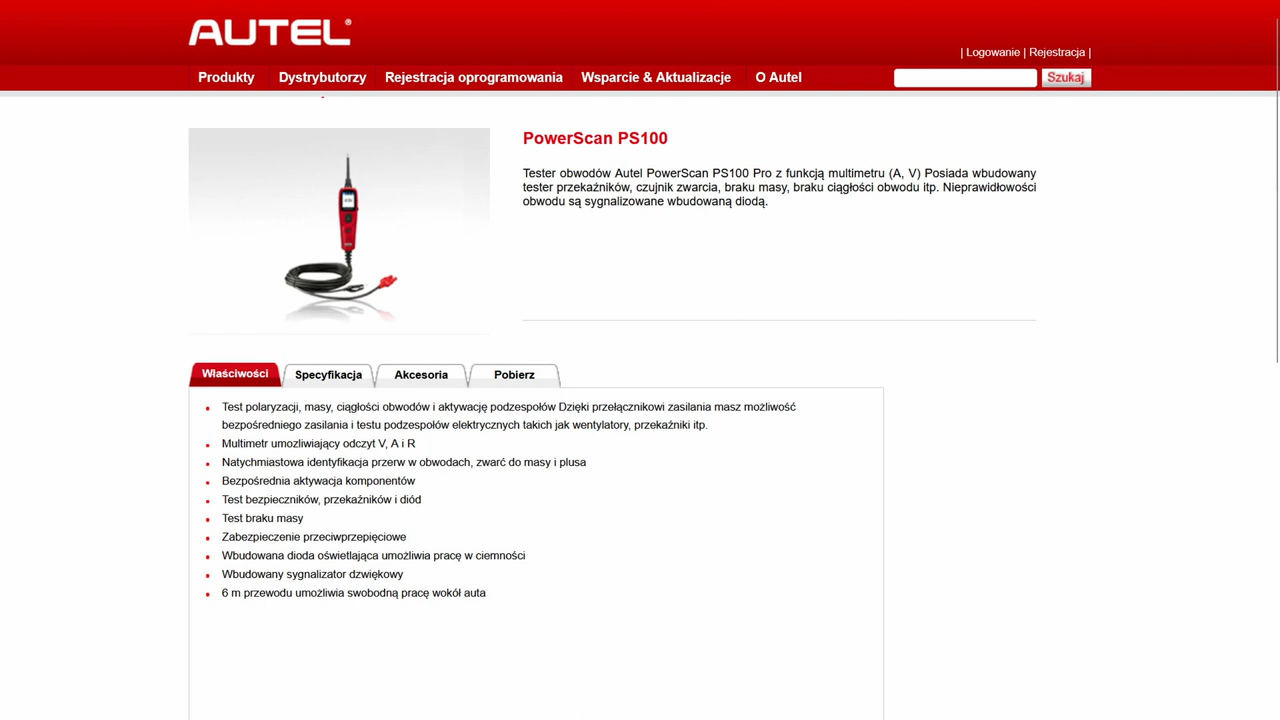 AUTEL®
| Logowanie | Rejestracja |
Produkty Dystrybutorzy Rejestracja oprogramowania Wsparcie & Aktualizacje O Autel Szukaj
PowerScan PS100
Tester obwodów Autel PowerScan PS100 Pro z funkcją multimetru (A, V) Posiada wbudowany
tester przekaźników, czujnik zwarcia, braku masy, braku ciągłości obwodu itp. Nieprawidłowości
obwodu są sygnalizowane wbudowaną diodą.
Właściwości Specyfikacja Akcesoria Pobierz
Test polaryzacji, masy, ciągłości obwodów i aktywację podzespołów Dzięki przełącznikowi zasilania masz możliwość
bezpośredniego zasilania i testu podzespołów elektrycznych takich jak wentylatory, przekaźniki itp.
Multimetr umozliwiający odczyt V, A i R
Natychmiastowa identyfikacja przerw w obwodach, zwarć do masy i plusa
Bezpośrednia aktywacja komponentów
Test bezpieczników, przekaźników i diód
Test braku masy
Zabezpieczenie przeciwprzepięciowe
Wbudowana dioda oświetlająca umożliwia pracę w ciemności
Wbudowany sygnalizator dzwiękowy
6 m przewodu umożliwia swobodną pracę wokół auta